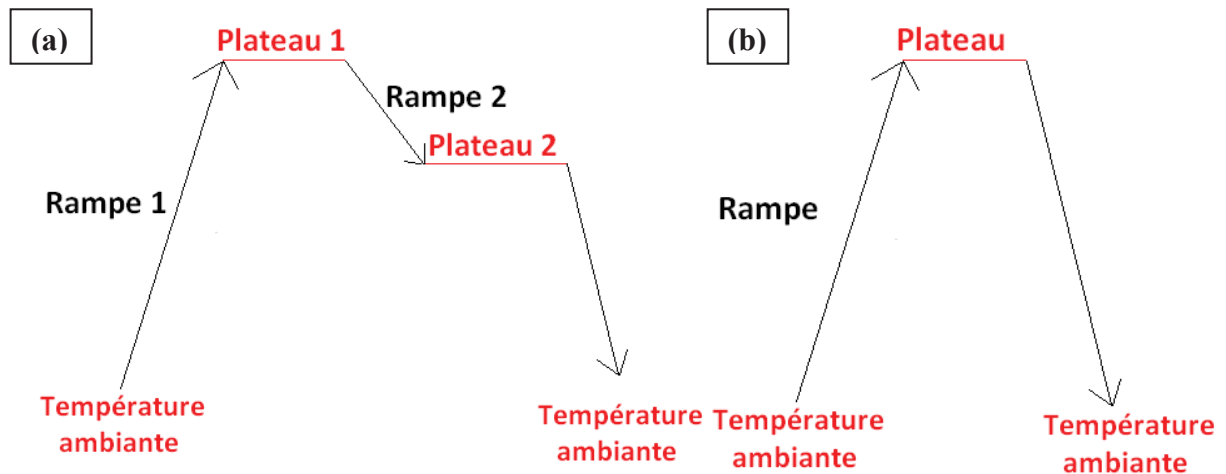 (a)
Plateau 1
Rampe 2
Plateau 2
Rampe 1
Température
ambiante
Température
ambiante
(b)
Plateau
Rampe
Température
ambiante
Température
ambiante